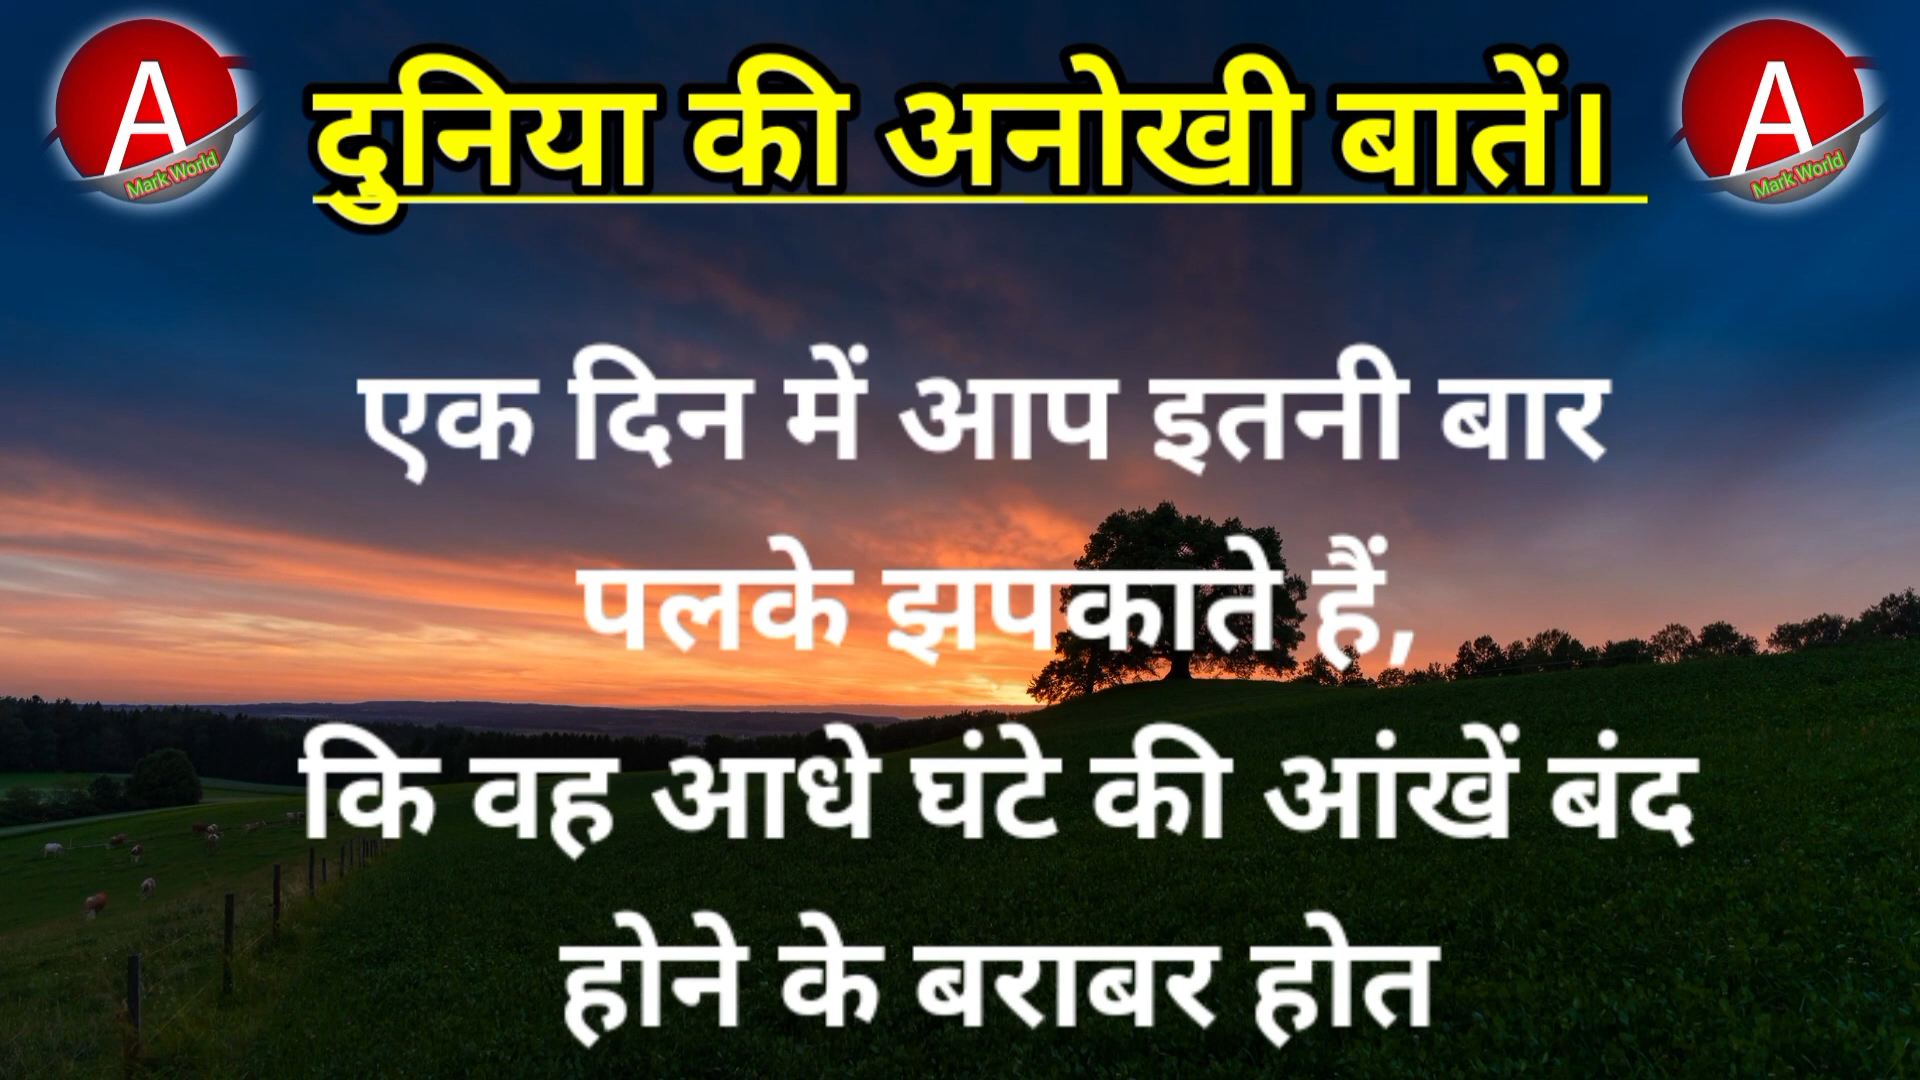 A
Mark World
दुनिया की अनोखी बातें।
A
Mark World
एक दिन में आप इतनी बार
पलके झपकाते हैं,
कि वह आधे घंटे की आंखें बंद
होने के बराबर होत